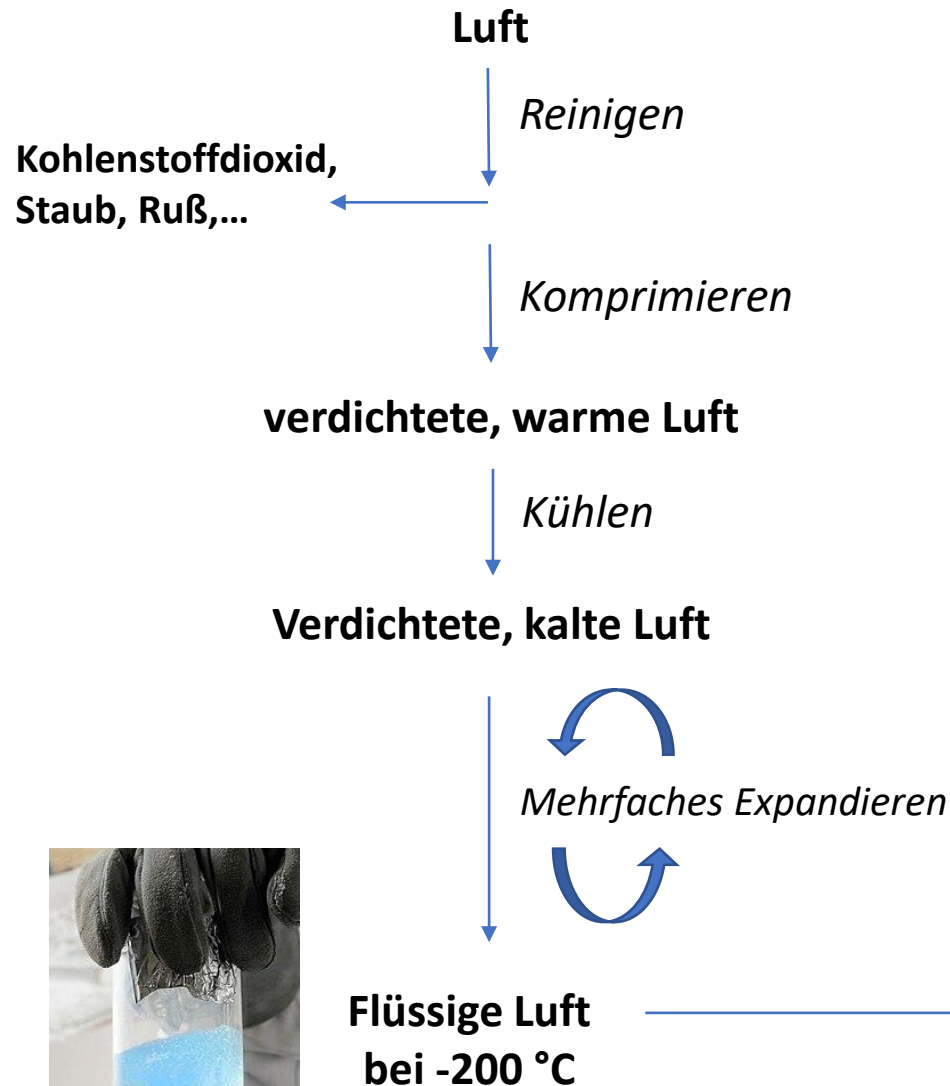 Luft
Reinigen
Kohlenstoffdioxid,
Staub, Ruß,…
Komprimieren
verdichtete, warme Luft
Kühlen
Verdichtete, kalte Luft
Mehrfaches Expandieren
Flüssige Luft
bei -200 °C